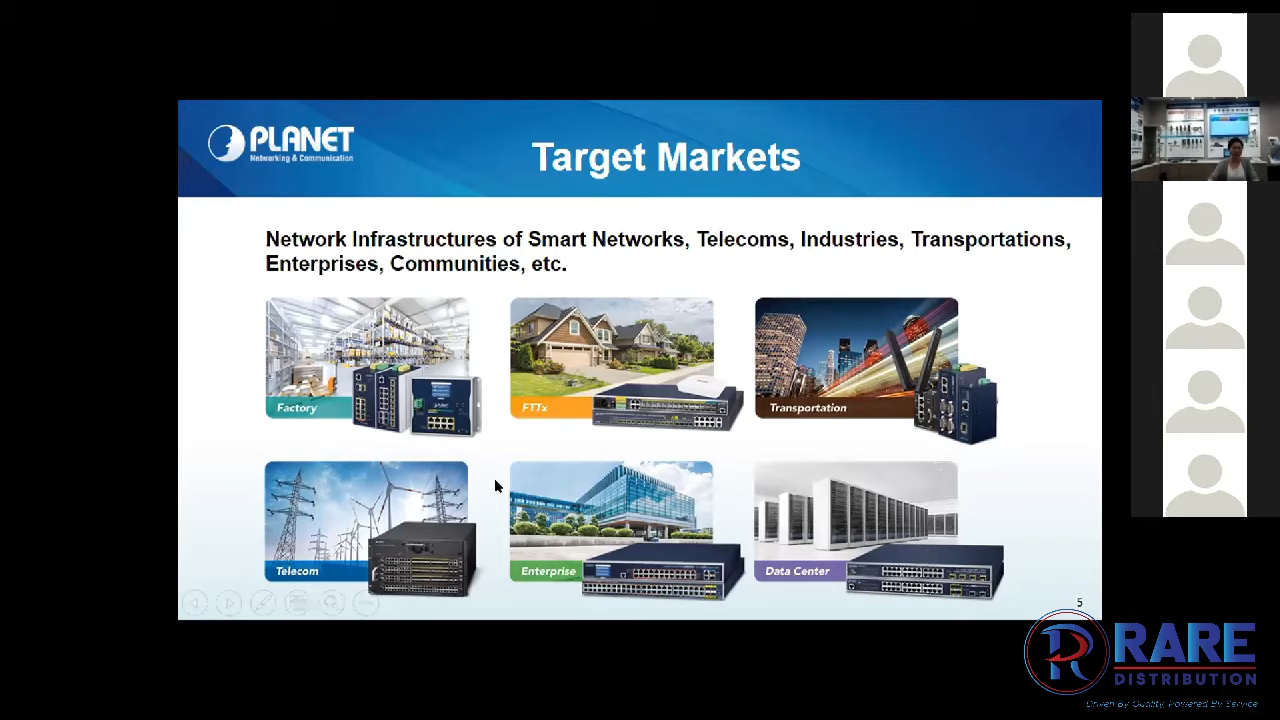 PLANET
Networking & Communication
Target Markets
Network Infrastructures of Smart Networks, Telecoms, Industries, Transportations,
Enterprises, Communities, etc.
Factory
FTTx
Transportation
Telecom
Enterprise
Data Center
5
RARE
DISTRIBUTION
Driven By Quality, Powered By Service